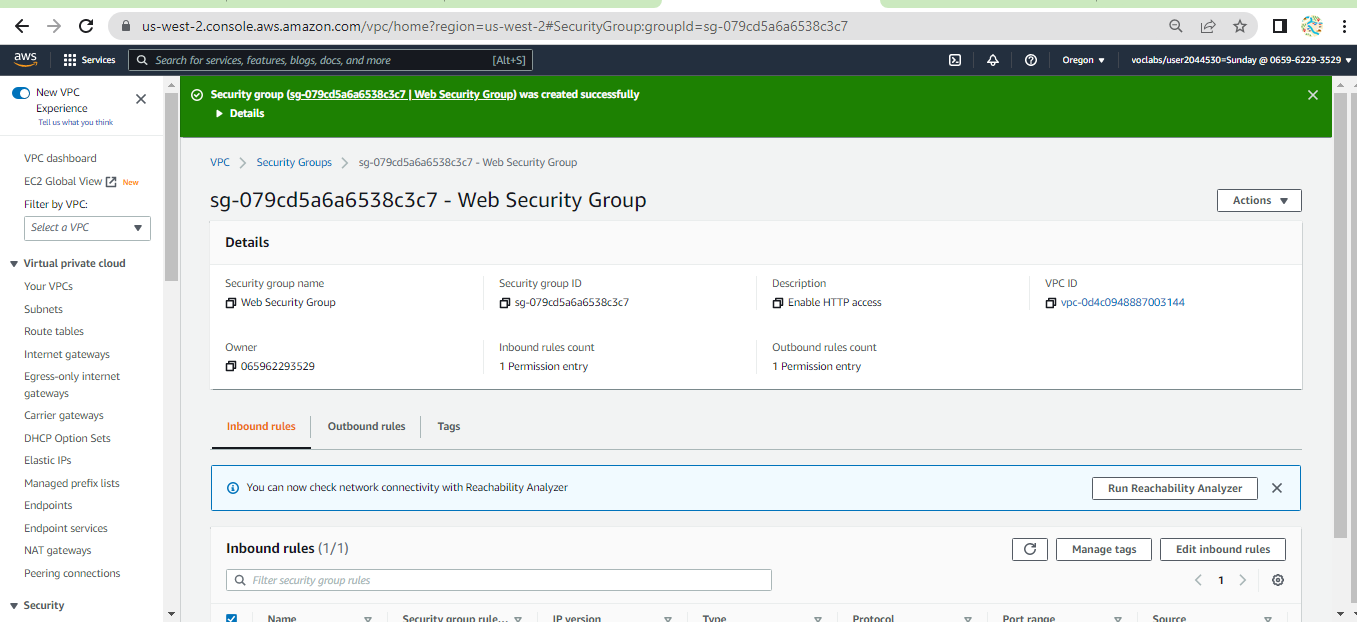 us-west-2.console.aws.amazon.com/vpc/home?region=us-west-2#SecurityGroup:groupId=sg-079cd5a6a6538c3c7
aws
Services
Search for services, features, blogs, docs, and more
[Alt+S]
Oregon
voclabs/user2044530=Sunday @ 0659-6229-3529
New VPC
Experience
Tell us what you think
Security group (sg-079cd5a6a6538c3c7 | Web Security Group) was created successfully
Details
VPC dashboard
EC2 Global View New
Filter by VPC:
Select a VPC
Virtual private cloud
Your VPCs
Subnets
Route tables
Internet gateways
Egress-only internet
gateways
Carrier gateways
DHCP Option Sets
Elastic IPs
Managed prefix lists
Endpoints
Endpoint services
NAT gateways
Peering connections
Security
VPC Security Groups sg-079cd5a6a6538c3c7 - Web Security Group
sg-079cd5a6a6538c3c7 - Web Security Group
Actions
Details
Security group name
Web Security Group
Security group ID
sg-079cd5a6a6538c3c7
Description
Enable HTTP access
VPC ID
vpc-0d4c0948887003144
Owner
065962293529
Inbound rules count
1 Permission entry
Outbound rules count
1 Permission entry
Inbound rules
Outbound rules
Tags
You can now check network connectivity with Reachability Analyzer
Run Reachability Analyzer
Inbound rules (1/1)
Manage tags
Edit inbound rules
Filter security group rules
1
Name
Security group rule...
IP version
Type
Protocol
Port range
Source